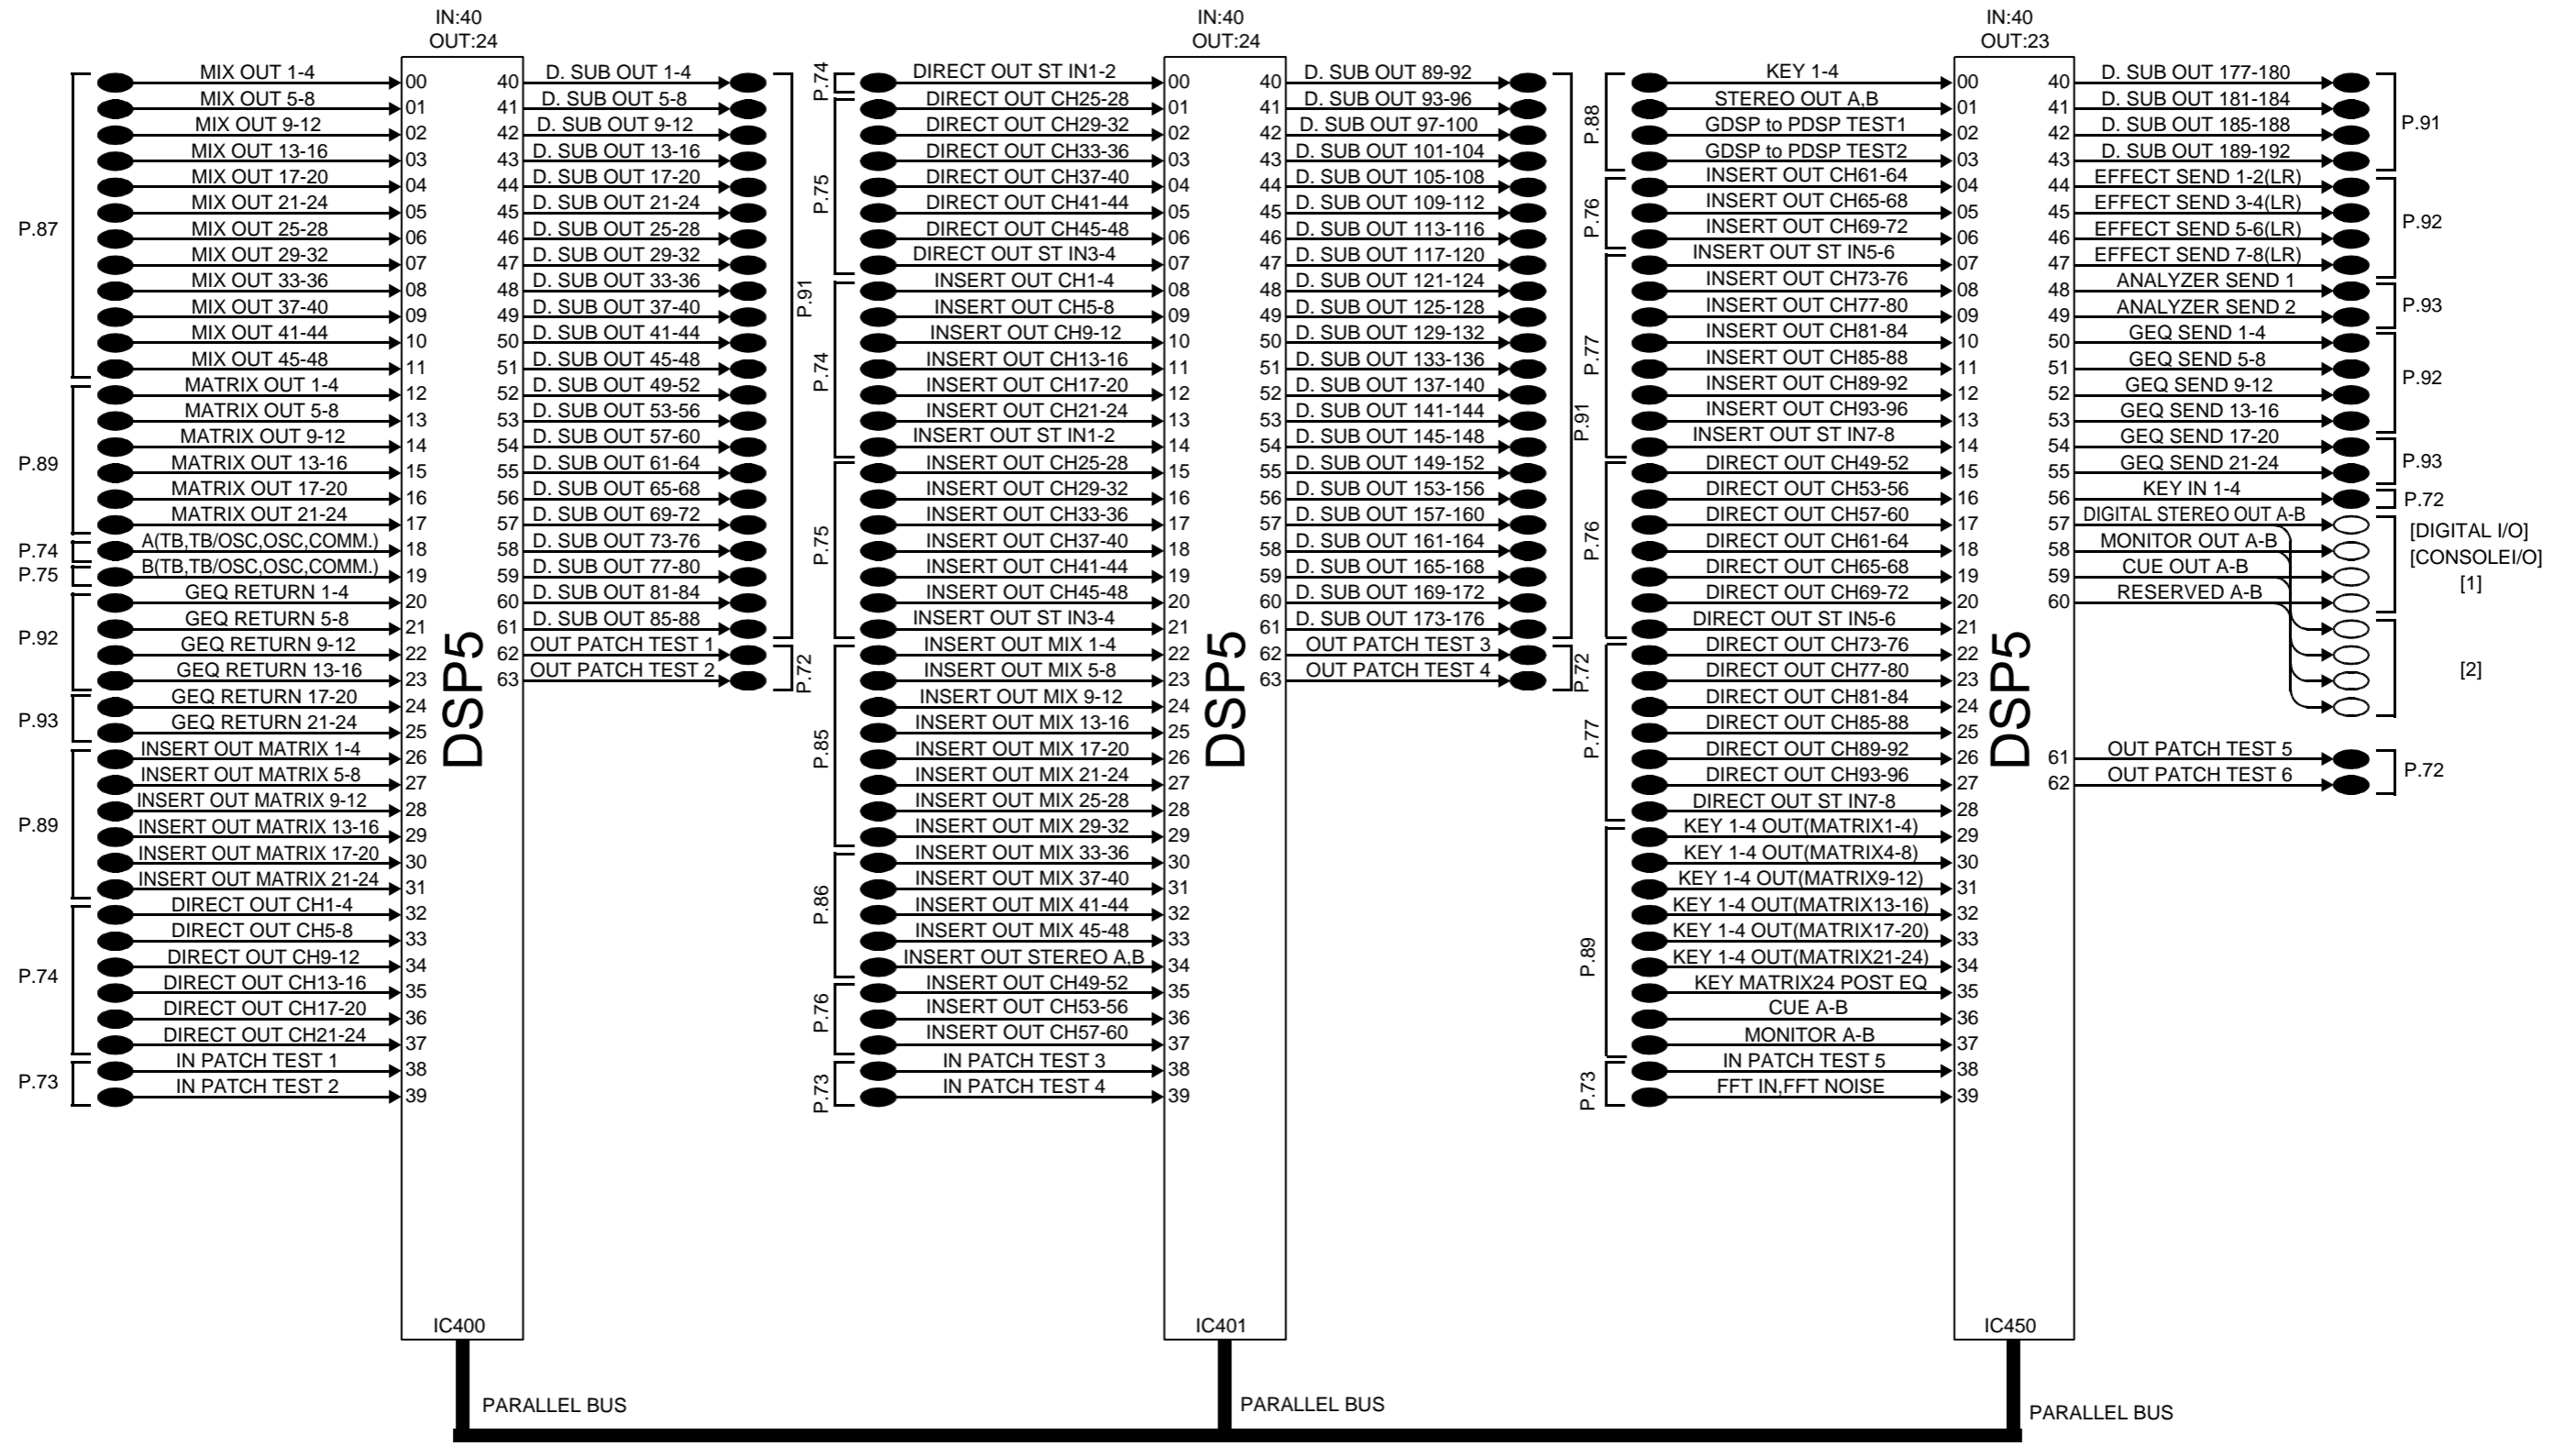 IN:40
OUT:24
MIX OUT 1-4
00
40
D. SUB OUT 1-4
MIX OUT 5-8
01
41
D. SUB OUT 5-8
MIX OUT 9-12
02
42
D. SUB OUT 9-12
MIX OUT 13-16
03
43
D. SUB OUT 13-16
MIX OUT 17-20
04
44
D. SUB OUT 17-20
MIX OUT 21-24
05
45
D. SUB OUT 21-24
P.87
MIX OUT 25-28
06
46
D. SUB OUT 25-28
MIX OUT 29-32
07
47
D. SUB OUT 29-32
MIX OUT 33-36
08
48
D. SUB OUT 33-36
P.91
MIX OUT 37-40
09
49
D. SUB OUT 37-40
MIX OUT 41-44
10
50
D. SUB OUT 41-44
MIX OUT 45-48
11
51
D. SUB OUT 45-48
MATRIX OUT 1-4
12
52
D. SUB OUT 49-52
MATRIX OUT 5-8
13
53
D. SUB OUT 53-56
MATRIX OUT 9-12
14
54
D. SUB OUT 57-60
P.89
MATRIX OUT 13-16
15
55
D. SUB OUT 61-64
MATRIX OUT 17-20
16
56
D. SUB OUT 65-68
MATRIX OUT 21-24
17
57
D. SUB OUT 69-72
P.74
A(TB,TB/OSC,OSC,COMM.)
18
58
D. SUB OUT 73-76
P.75
B(TB,TB/OSC,OSC,COMM.)
19
59
D. SUB OUT 77-80
GEQ RETURN 1-4
20
60
D. SUB OUT 81-84
GEQ RETURN 5-8
21
61
D. SUB OUT 85-88
P.92
GEQ RETURN 9-12
22
62
OUT PATCH TEST 1
GEQ RETURN 13-16
23
63
OUT PATCH TEST 2
P.72
DSP5
GEQ RETURN 17-20
24
P.93
GEQ RETURN 21-24
25
INSERT OUT MATRIX 1-4
26
INSERT OUT MATRIX 5-8
27
INSERT OUT MATRIX 9-12
28
P.89
INSERT OUT MATRIX 13-16
29
INSERT OUT MATRIX 17-20
30
INSERT OUT MATRIX 21-24
31
DIRECT OUT CH1-4
32
DIRECT OUT CH5-8
33
DIRECT OUT CH9-12
34
P.74
DIRECT OUT CH13-16
35
DIRECT OUT CH17-20
36
DIRECT OUT CH21-24
37
IN PATCH TEST 1
38
P.73
IN PATCH TEST 2
39
IC400
PARALLEL BUS
IN:40
OUT:24
P.74
DIRECT OUT ST IN1-2
00
40
D. SUB OUT 89-92
DIRECT OUT CH25-28
01
41
D. SUB OUT 93-96
DIRECT OUT CH29-32
02
42
D. SUB OUT 97-100
DIRECT OUT CH33-36
03
43
D. SUB OUT 101-104
P.75
DIRECT OUT CH37-40
04
44
D. SUB OUT 105-108
DIRECT OUT CH41-44
05
45
D. SUB OUT 109-112
DIRECT OUT CH45-48
06
46
D. SUB OUT 113-116
DIRECT OUT ST IN3-4
07
47
D. SUB OUT 117-120
INSERT OUT CH1-4
08
48
D. SUB OUT 121-124
INSERT OUT CH5-8
09
49
D. SUB OUT 125-128
INSERT OUT CH9-12
10
50
D. SUB OUT 129-132
P.74
INSERT OUT CH13-16
11
51
D. SUB OUT 133-136
INSERT OUT CH17-20
12
52
D. SUB OUT 137-140
INSERT OUT CH21-24
13
53
D. SUB OUT 141-144
P.91
INSERT OUT ST IN1-2
14
54
D. SUB OUT 145-148
INSERT OUT CH25-28
15
55
D. SUB OUT 149-152
INSERT OUT CH29-32
16
56
D. SUB OUT 153-156
INSERT OUT CH33-36
17
57
D. SUB OUT 157-160
P.75
INSERT OUT CH37-40
18
58
D. SUB OUT 161-164
INSERT OUT CH41-44
19
59
D. SUB OUT 165-168
INSERT OUT CH45-48
20
60
D. SUB OUT 169-172
INSERT OUT ST IN3-4
21
61
D. SUB OUT 173-176
INSERT OUT MIX 1-4
22
62
OUT PATCH TEST 3
INSERT OUT MIX 5-8
23
63
OUT PATCH TEST 4
P.72
DSP5
INSERT OUT MIX 9-12
24
INSERT OUT MIX 13-16
25
P.85
INSERT OUT MIX 17-20
26
INSERT OUT MIX 21-24
27
INSERT OUT MIX 25-28
28
INSERT OUT MIX 29-32
29
INSERT OUT MIX 33-36
30
INSERT OUT MIX 37-40
31
P.86
INSERT OUT MIX 41-44
32
INSERT OUT MIX 45-48
33
INSERT OUT STEREO A,B
34
INSERT OUT CH49-52
35
P.76
INSERT OUT CH53-56
36
INSERT OUT CH57-60
37
IN PATCH TEST 3
38
P.73
IN PATCH TEST 4
39
IC401
PARALLEL BUS
IN:40
OUT:23
KEY 1-4
00
40
D. SUB OUT 177-180
STEREO OUT A,B
01
41
D. SUB OUT 181-184
P.88
P.91
GDSP to PDSP TEST1
02
42
D. SUB OUT 185-188
GDSP to PDSP TEST2
03
43
D. SUB OUT 189-192
INSERT OUT CH61-64
04
44
EFFECT SEND 1-2(LR)
P.76
INSERT OUT CH65-68
05
45
EFFECT SEND 3-4(LR)
P.92
INSERT OUT CH69-72
06
46
EFFECT SEND 5-6(LR)
INSERT OUT ST IN5-6
07
47
EFFECT SEND 7-8(LR)
INSERT OUT CH73-76
08
48
ANALYZER SEND 1
P.93
INSERT OUT CH77-80
09
49
ANALYZER SEND 2
INSERT OUT CH81-84
10
50
GEQ SEND 1-4
P.77
INSERT OUT CH85-88
11
51
GEQ SEND 5-8
P.92
INSERT OUT CH89-92
12
52
GEQ SEND 9-12
INSERT OUT CH93-96
13
53
GEQ SEND 13-16
INSERT OUT ST IN7-8
14
54
GEQ SEND 17-20
P.93
DIRECT OUT CH49-52
15
55
GEQ SEND 21-24
DIRECT OUT CH53-56
16
56
KEY IN 1-4
P.72
DIRECT OUT CH57-60
17
57
DIGITAL STEREO OUT A-B
[DIGITAL I/O]
P.76
DIRECT OUT CH61-64
18
58
MONITOR OUT A-B
[CONSOLEI/O]
DIRECT OUT CH65-68
19
59
CUE OUT A-B
[1]
DIRECT OUT CH69-72
20
60
RESERVED A-B
DIRECT OUT ST IN5-6
21
DIRECT OUT CH73-76
22
[2]
DIRECT OUT CH77-80
23
DSP5
DIRECT OUT CH81-84
24
P.77
DIRECT OUT CH85-88
25
DIRECT OUT CH89-92
26
61
OUT PATCH TEST 5
P.72
DIRECT OUT CH93-96
27
62
OUT PATCH TEST 6
DIRECT OUT ST IN7-8
28
KEY 1-4 OUT(MATRIX1-4)
29
KEY 1-4 OUT(MATRIX4-8)
30
KEY 1-4 OUT(MATRIX9-12)
31
KEY 1-4 OUT(MATRIX13-16)
32
KEY 1-4 OUT(MATRIX17-20)
33
P.89
KEY 1-4 OUT(MATRIX21-24)
34
KEY MATRIX24 POST EQ
35
CUE A-B
36
MONITOR A-B
37
IN PATCH TEST 5
38
P.73
FFT IN,FFT NOISE
39
IC450
PARALLEL BUS